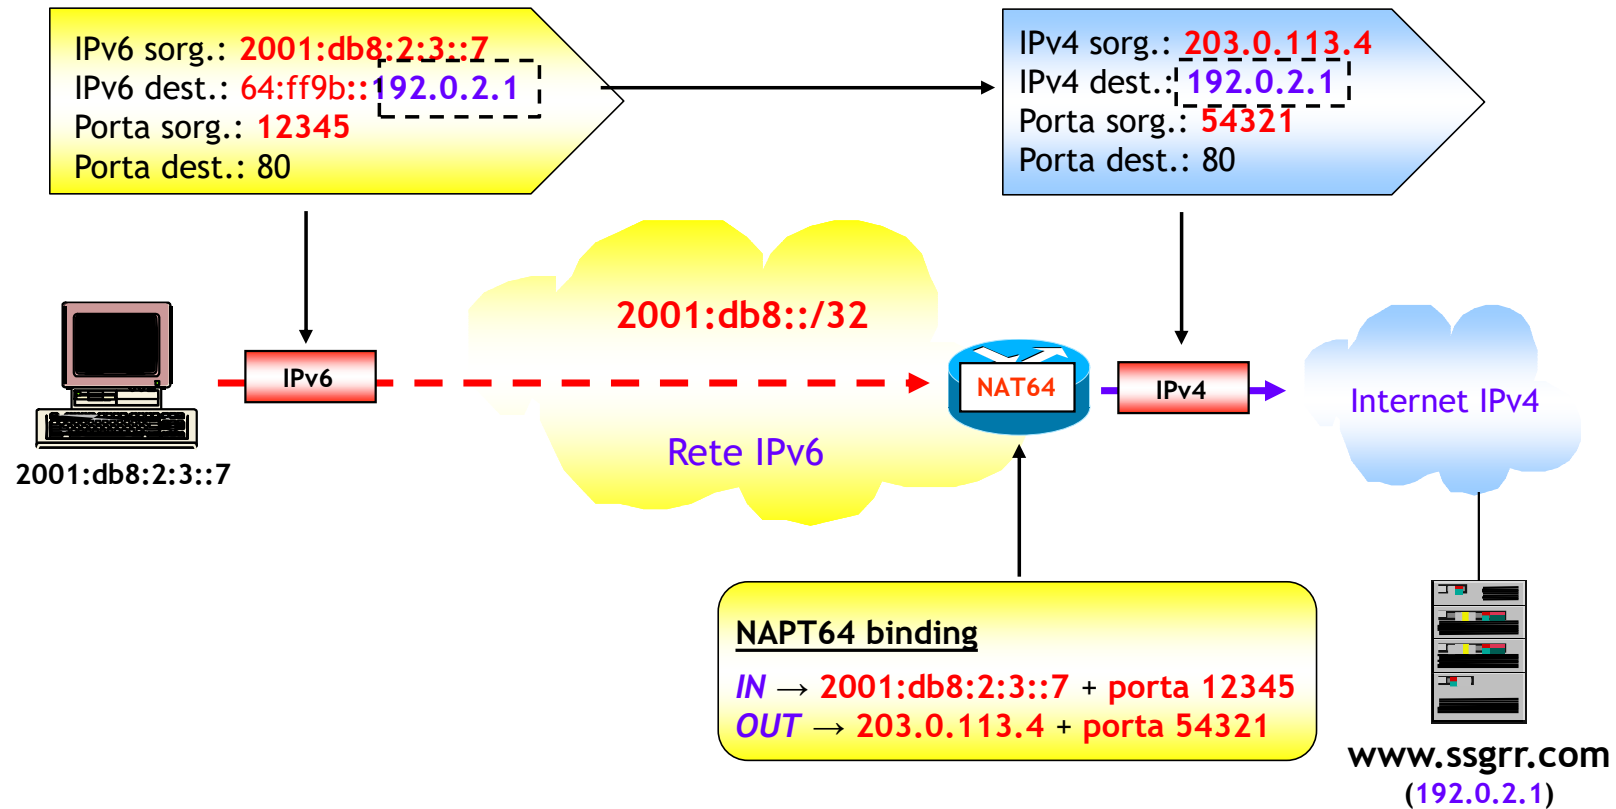 IPv6 sorg.: 2001:db8:2:3::7
IPv6 dest.: 64:ff9b::192.0.2.1
Porta sorg.: 12345
Porta dest.: 80
IPv4 sorg.: 203.0.113.4
IPv4 dest.: 192.0.2.1
Porta sorg.: 54321
Porta dest.: 80
2001:db8::/32
IPv6
NAT64
IPv4
Internet IPv4
Rete IPv6
2001:db8:2:3::7
NAPT64 binding
IN → 2001:db8:2:3::7 + porta 12345
OUT → 203.0.113.4 + porta 54321
www.ssgrr.com
(192.0.2.1)